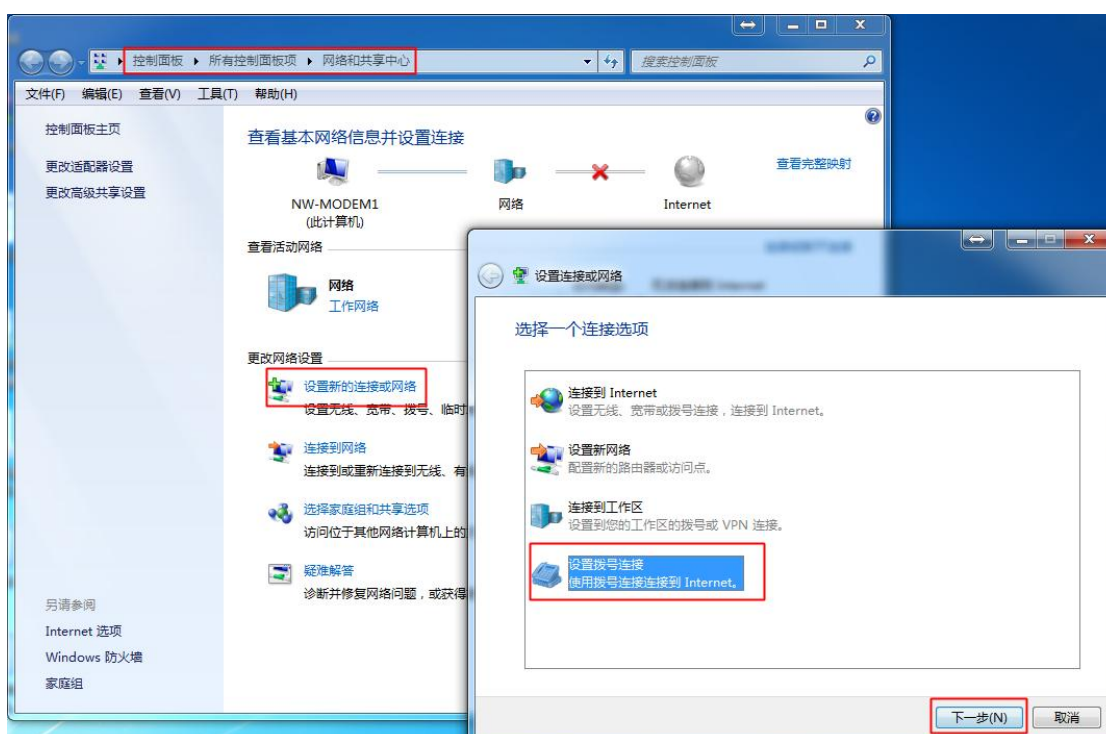 控制面板 ▸ 所有控制面板项 ▸ 网络和共享中心
搜索控制面板
文件(F) 编辑(E) 查看(V) 工具(T) 帮助(H)
控制面板主页
更改适配器设置
更改高级共享设置
查看基本网络信息并设置连接
查看完整映射
NW-MODEM1
(此计算机)
网络
Internet
查看活动网络
网络
工作网络
更改网络设置
设置新的连接或网络
设置无线、宽带、拨号、临时
连接到网络
连接到或重新连接到无线、有
选择家庭组和共享选项
访问位于其他网络计算机上的
疑难解答
诊断并修复网络问题，或获得
另请参阅
Internet 选项
Windows 防火墙
家庭组
设置连接或网络
选择一个连接选项
连接到 Internet
设置无线、宽带或拨号连接，连接到 Internet。
设置新网络
配置新的路由器或访问点。
连接到工作区
设置到您的工作区的拨号或 VPN 连接。
设置拨号连接
使用拨号连接连接到 Internet。
下一步(N) 取消